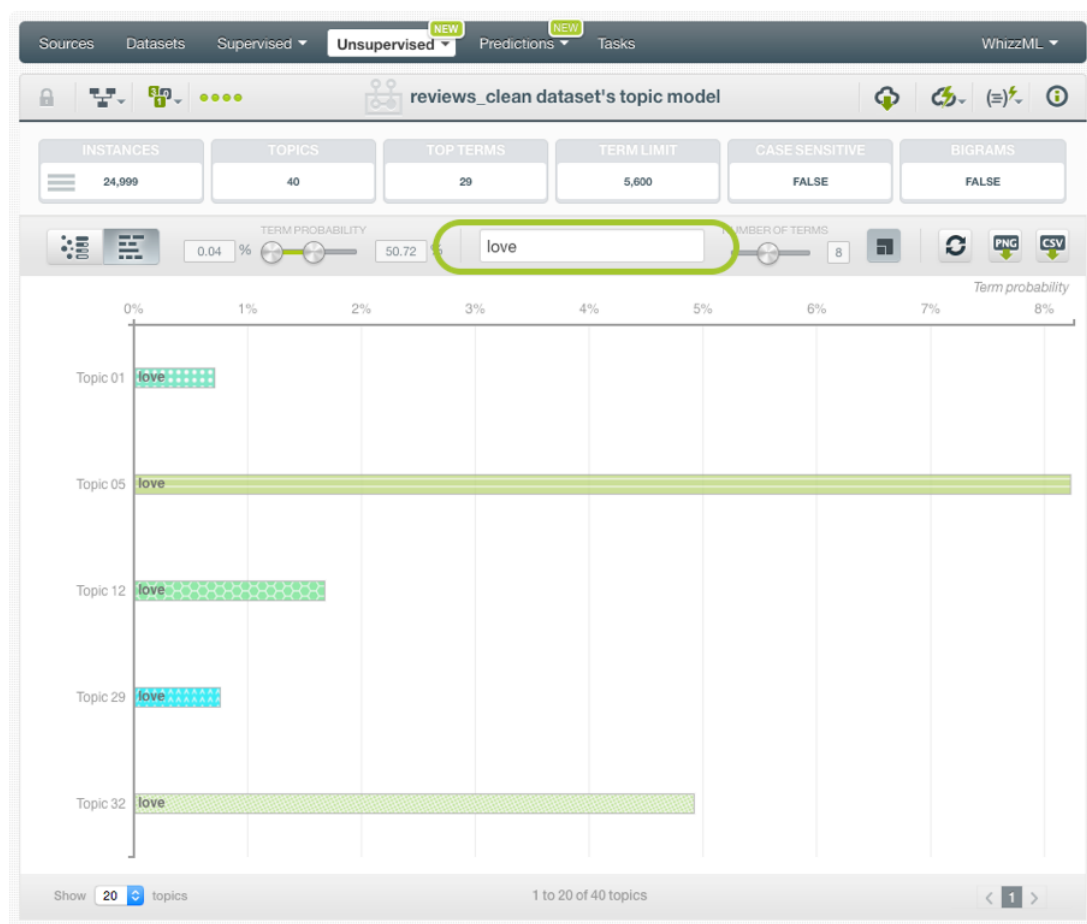 NEW NEW
Sources Datasets Supervised Unsupervised Predictions Tasks WhizzML
reviews_clean dataset's topic model
INSTANCES TOPICS TOP TERMS TERM LIMIT CASE SENSITIVE BIGRAMS
24,999 40 29 5,600 FALSE FALSE
TERM PROBABILITY NUMBER OF TERMS
0.04 % 50.72 % love 8 PNG CSV
Term probability
0% 1% 2% 3% 4% 5% 6% 7% 8%
Topic 01 love
Topic 05 love
Topic 12 love
Topic 29 love
Topic 32 love
Show 20 topics 1 to 20 of 40 topics < 1 >